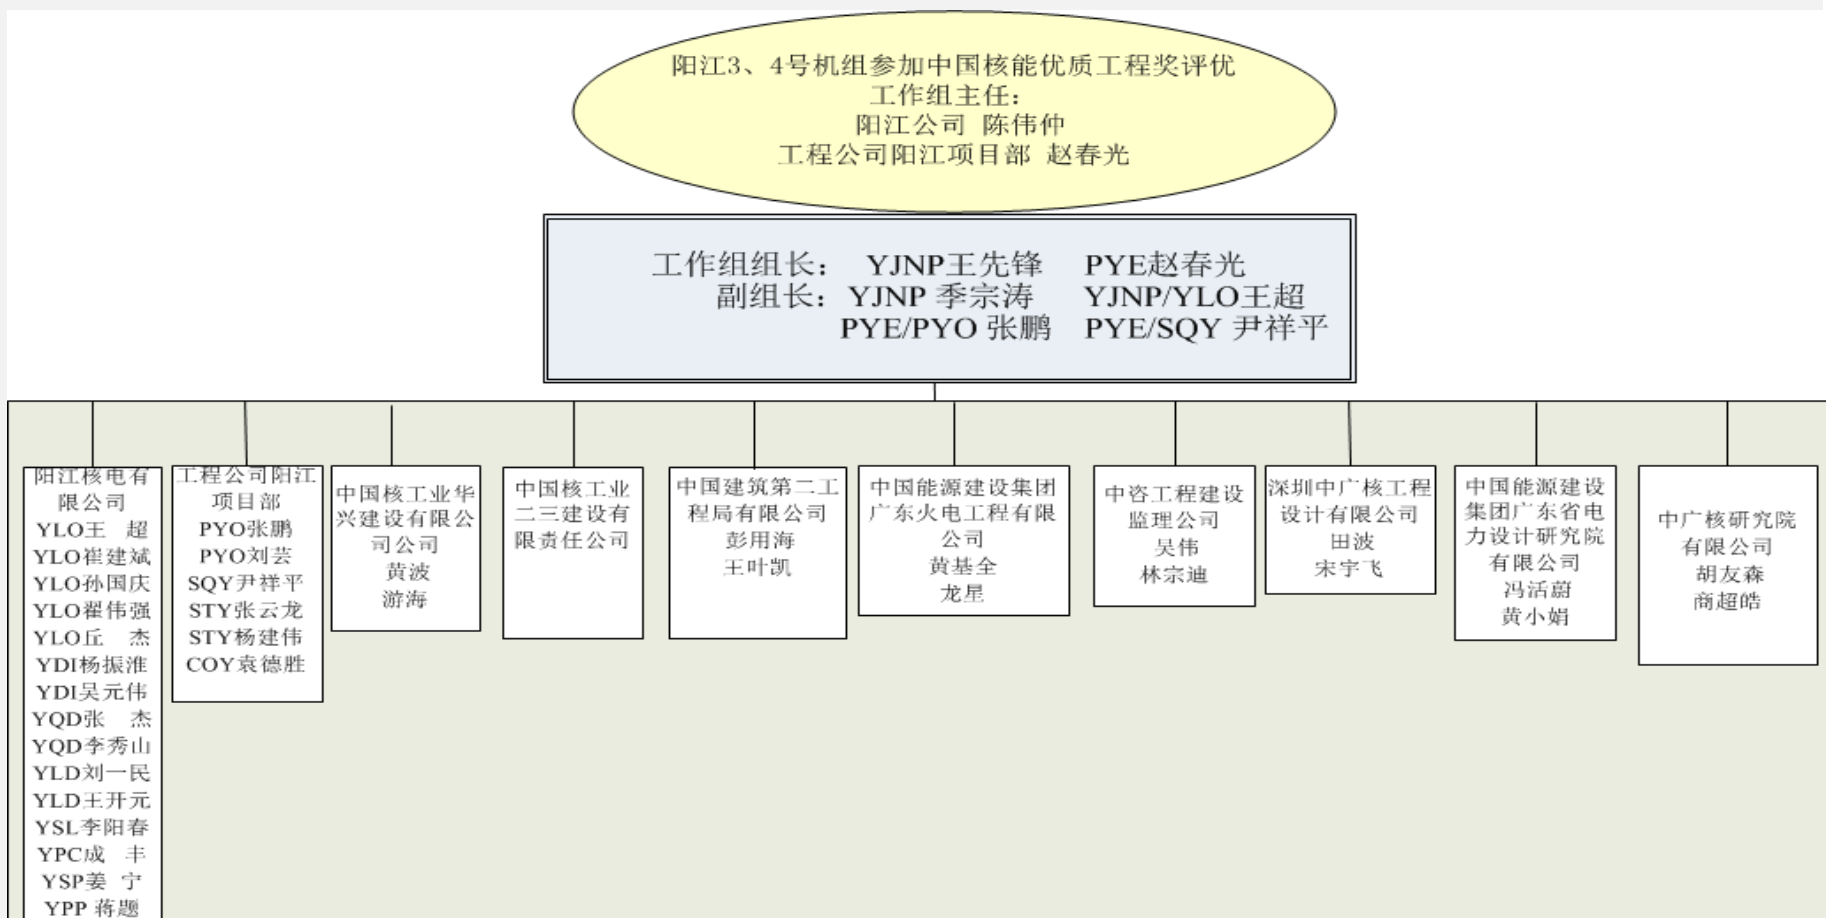 阳江3、4号机组参加中国核能优质工程奖评优
工作组主任：
阳江公司 陈伟仲
工程公司阳江项目部 赵春光
工作组组长： YJNP王先锋 PYE赵春光
副组长：YJNP 季宗涛 YJNP/YLO王超
PYE/PYO 张鹏 PYE/SQY 尹祥平
阳江核电有
限公司
YLO王 超
YLO崔建斌
YLO孙国庆
YLO翟伟强
YLO丘 杰
YDI杨振淮
YDI吴元伟
YQD张 杰
YQD李秀山
YLD刘一民
YLD王开元
YSL李阳春
YPC成 丰
YSP姜 宁
YPP 蒋题
工程公司阳江
项目部
PYO张鹏
PYO刘芸
SQY尹祥平
STY张云龙
STY杨建伟
COY袁德胜
中国核工业华
兴建设有限公
司公司
黄波
游海
中国核工业
二三建设有
限责任公司
中国建筑第二工
程局有限公司
彭用海
王叶凯
中国能源建设集团
广东火电工程有限
公司
黄基全
龙星
中咨工程建设
监理公司
吴伟
林宗迪
深圳中广核工程
设计有限公司
田波
宋宇飞
中国能源建设
集团广东省电
力设计研究院
有限公司
冯活蔚
黄小娟
中广核研究院
有限公司
胡友森
商超皓